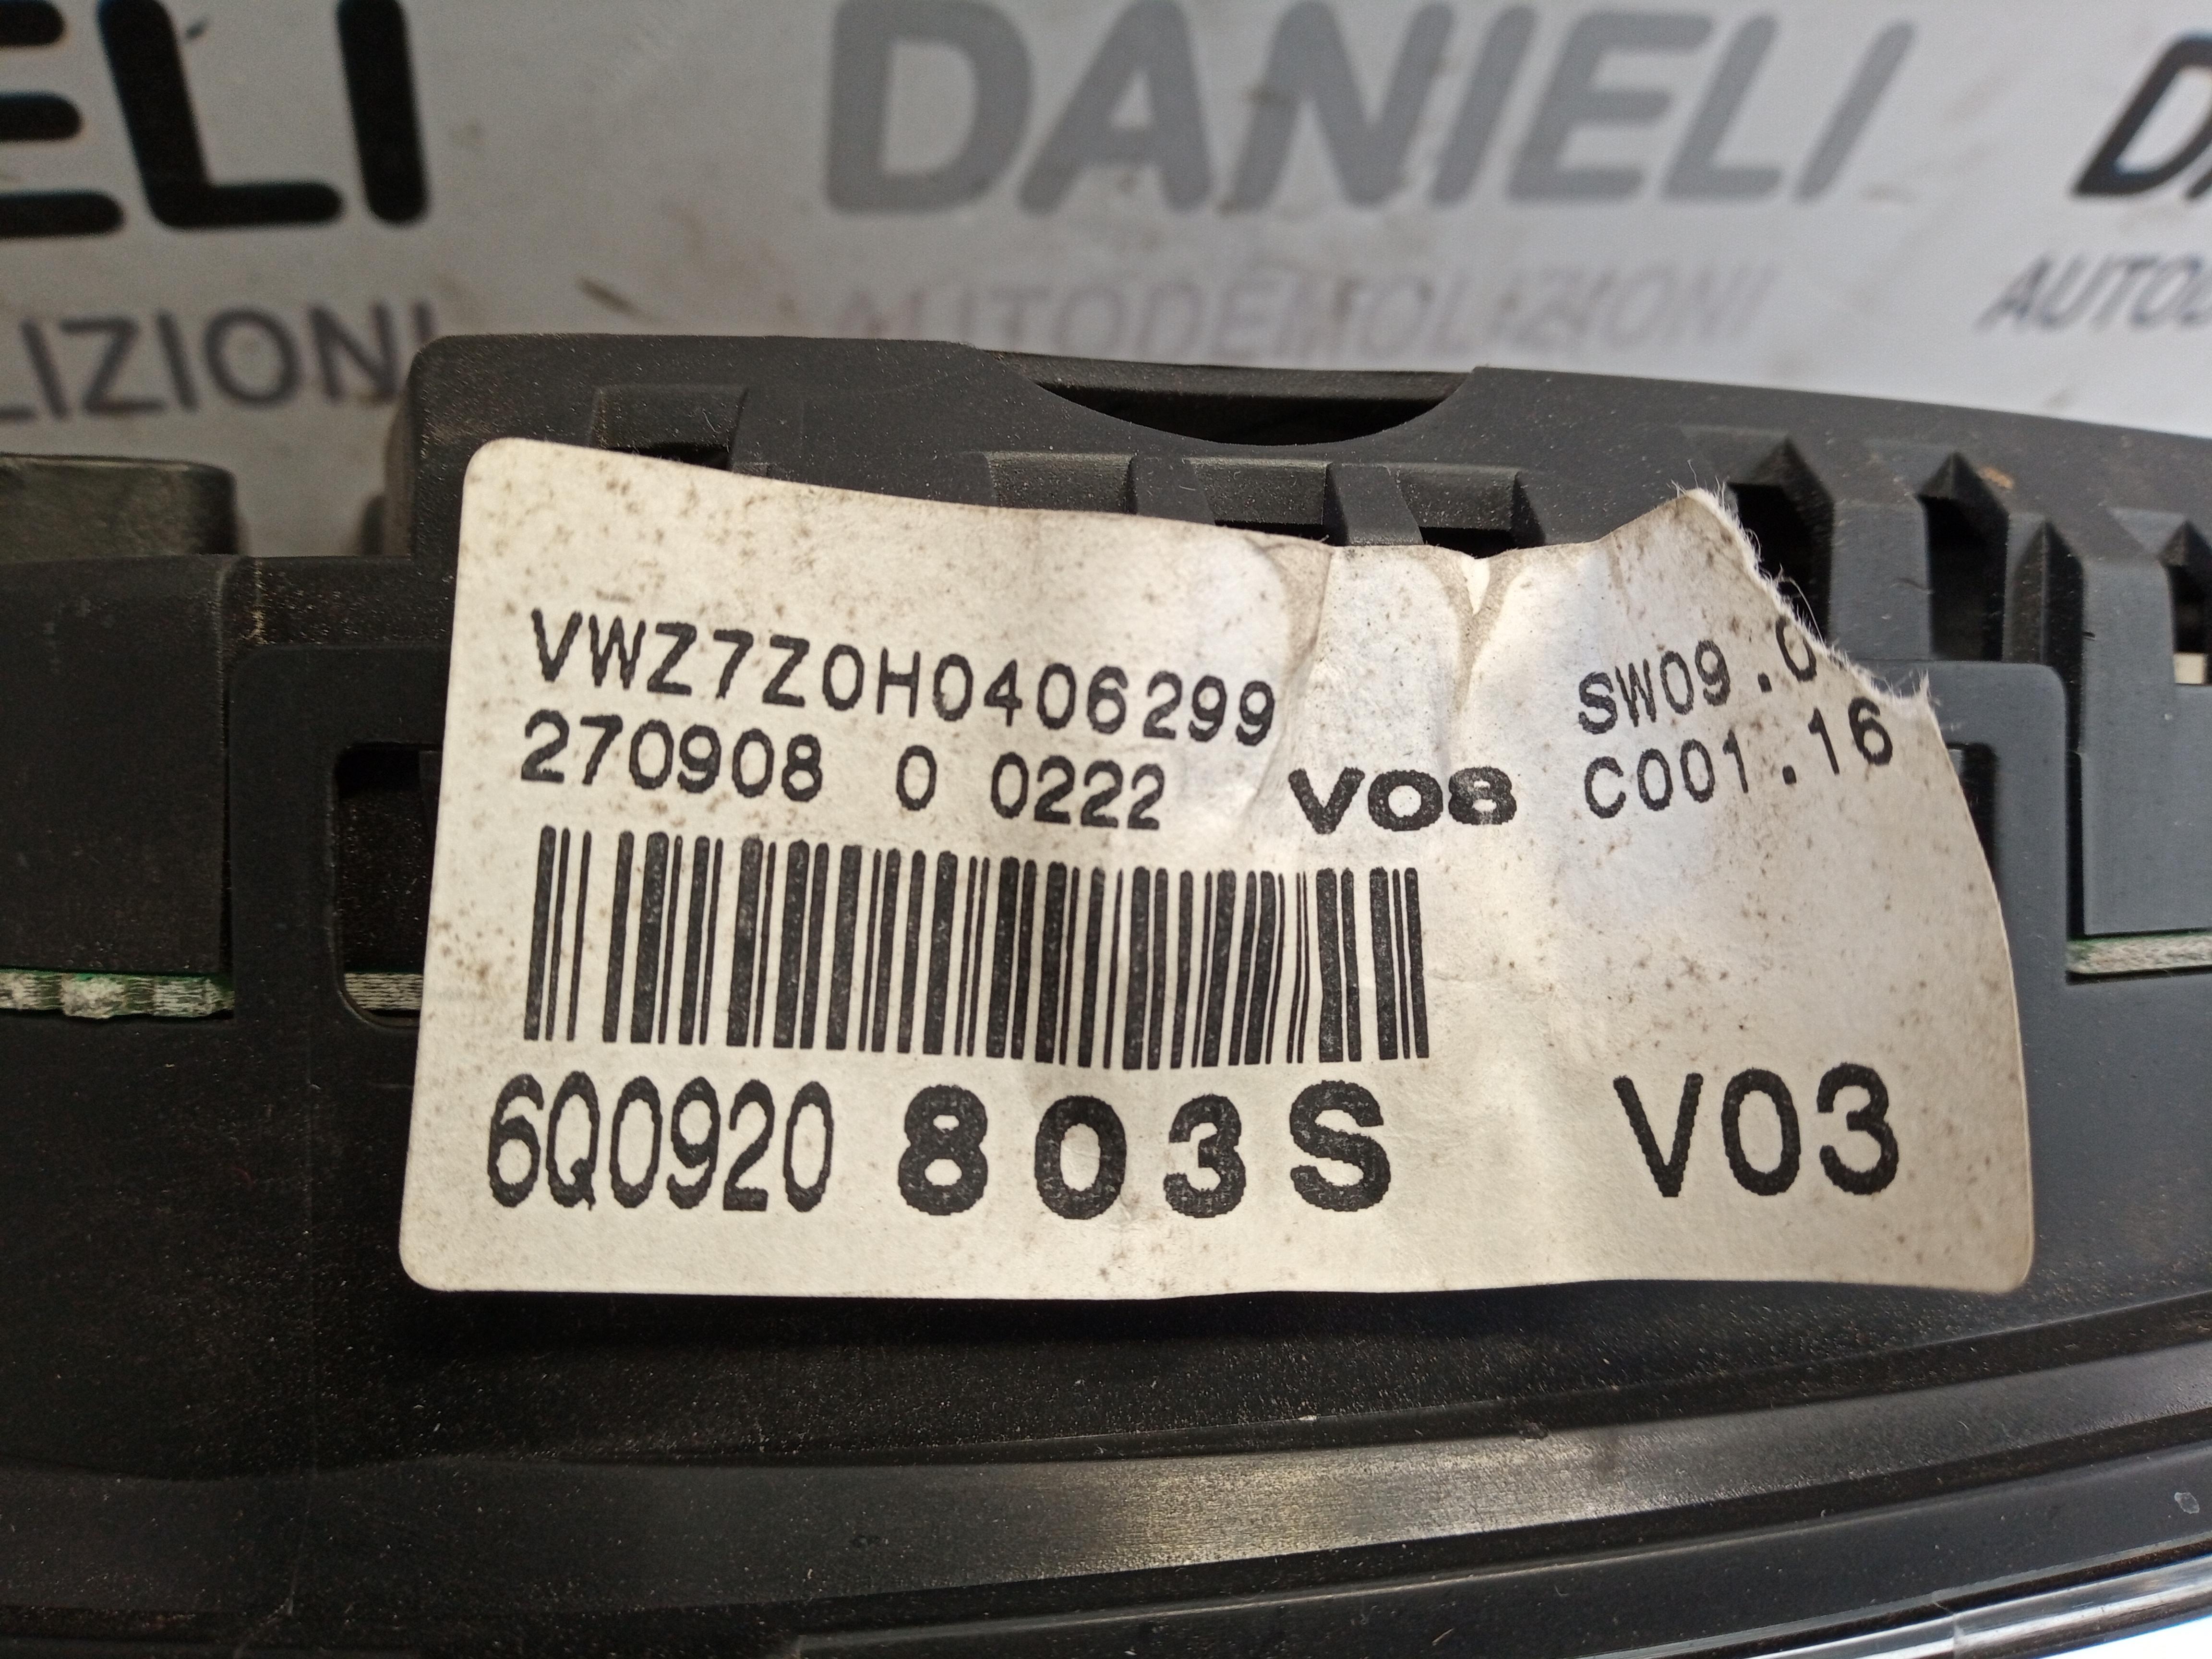 ELI
DANIELI
LIZIONI
AUTODEMOLIZIONI
VWZ7Z0H0406299
SW09.0
270908 0 0222 V08 C001.16
6Q0920 803S V03